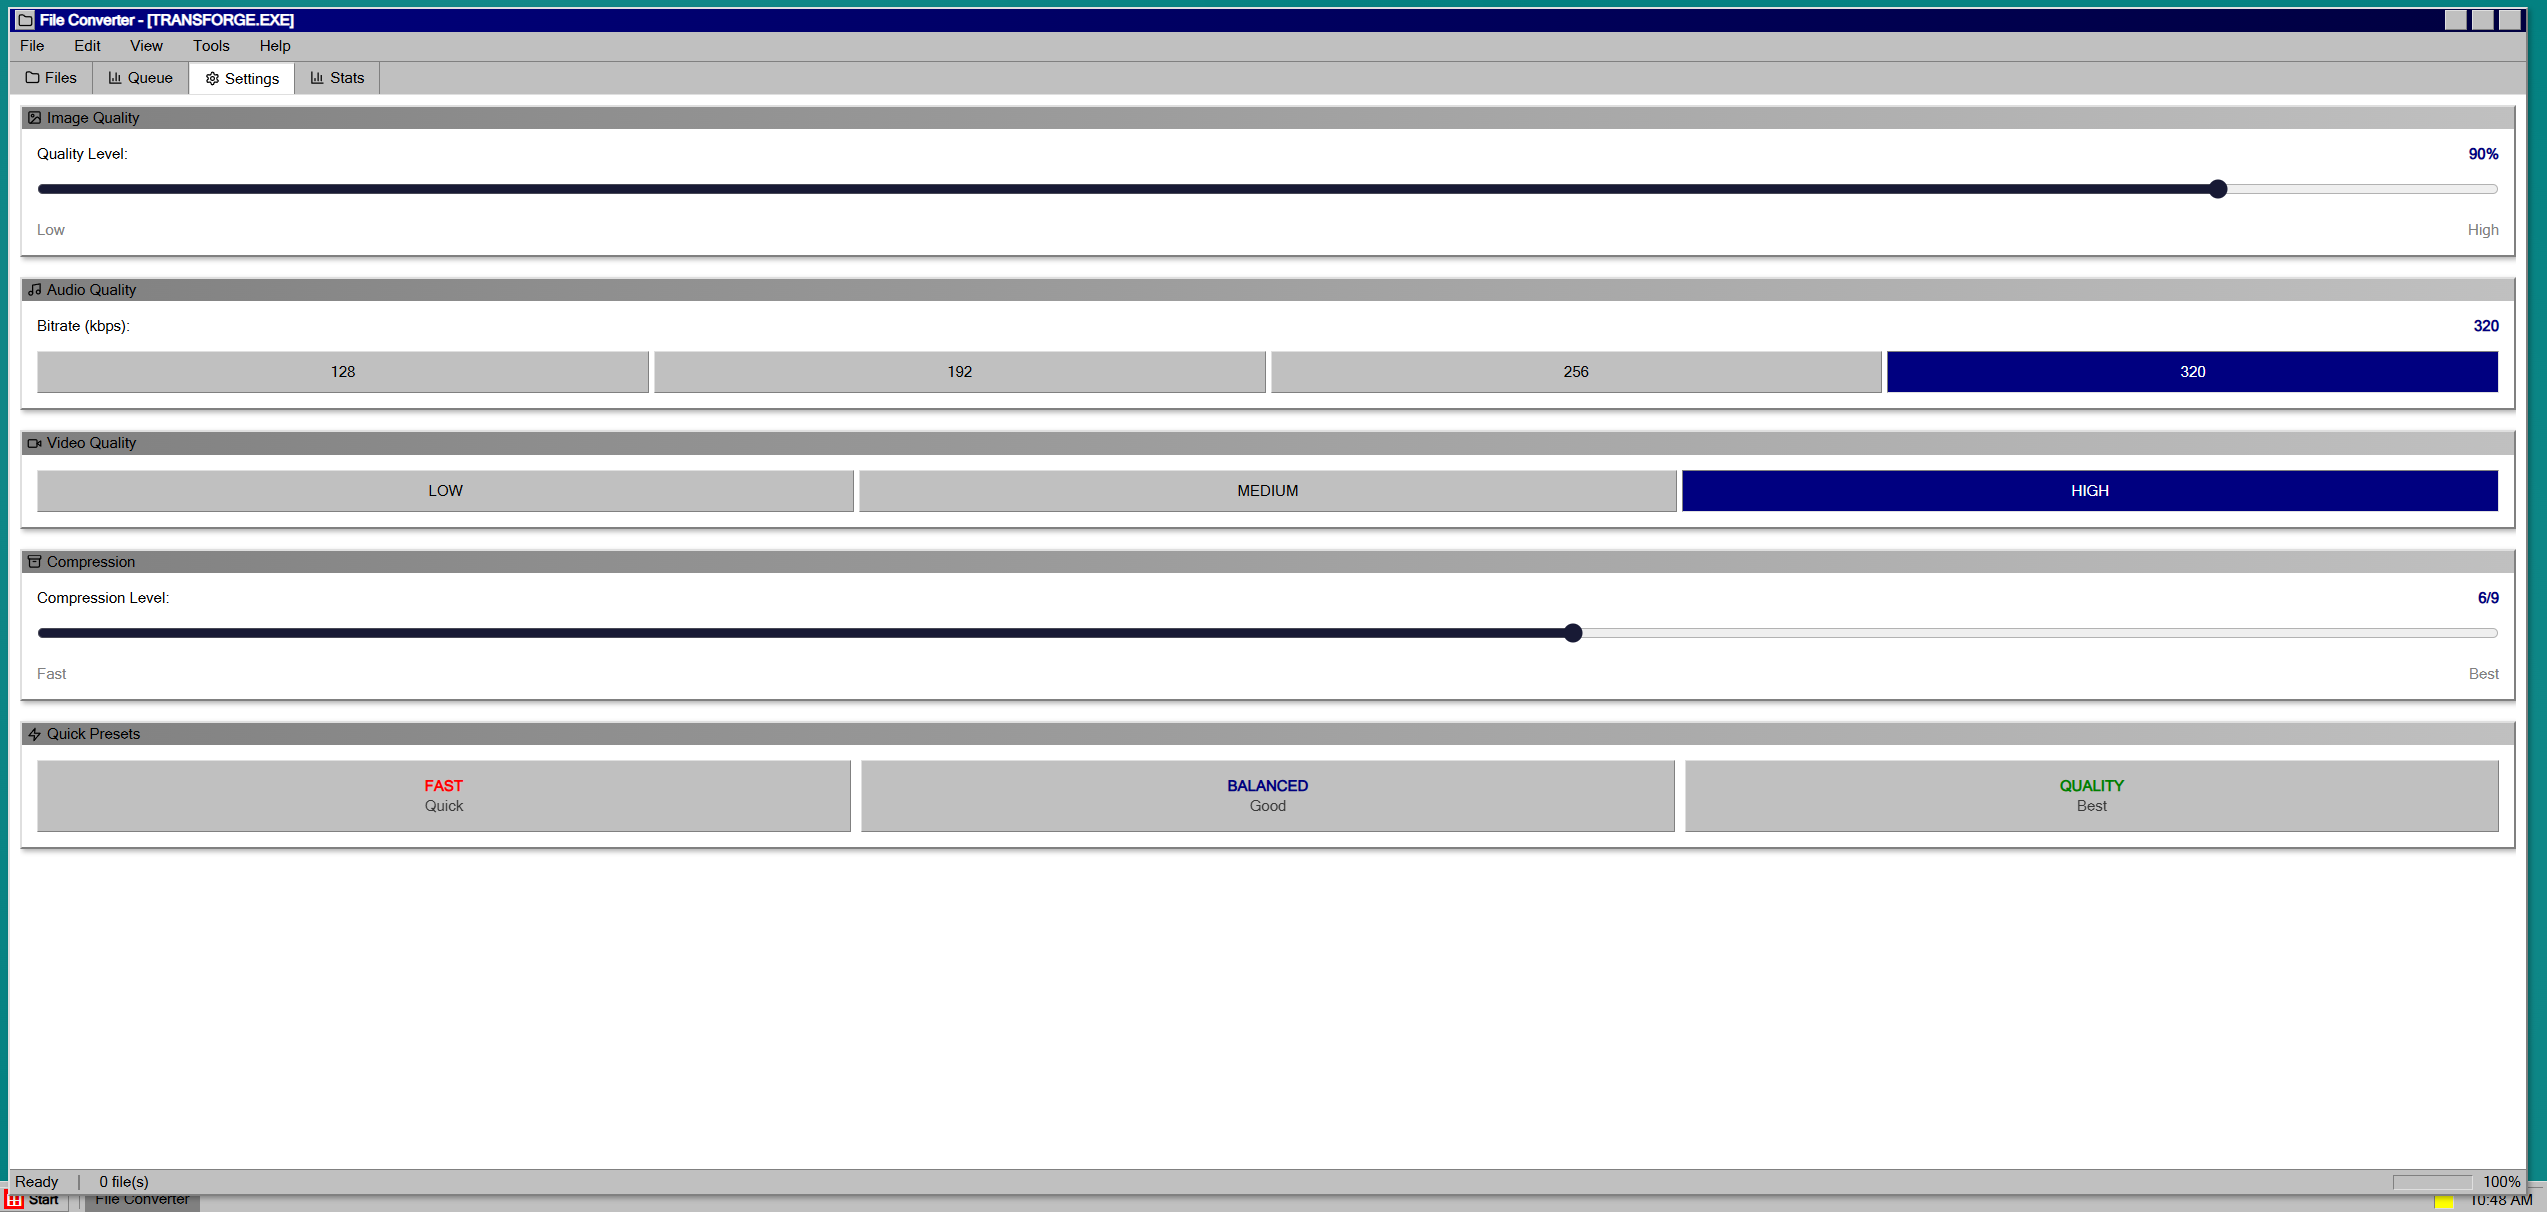 File Converter - [TRANSFORGE.EXE]
File Edit View Tools Help
Files Queue Settings Stats
Image Quality
Quality Level: 90%
Low High
Audio Quality
Bitrate (kbps): 320
128 192 256 320
Video Quality
LOW MEDIUM HIGH
Compression
Compression Level: 6/9
Fast Best
Quick Presets
FAST BALANCED QUALITY
Quick Good Best
Ready 0 file(s) 100%
Start File Converter 10:48 AM